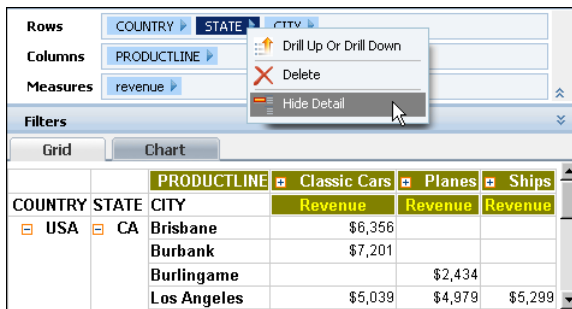 Rows COUNTRY STATE CITY
Drill Up Or Drill Down
Columns PRODUCTLINE
Delete
Measures revenue
Hide Detail
Filters
Grid Chart
PRODUCTLINE Classic Cars Planes Ships
COUNTRY STATE CITY Revenue Revenue Revenue
USA CA Brisbane $6,356
Burbank $7,201
Burlingame $2,434
Los Angeles $5,039 $4,979 $5,299